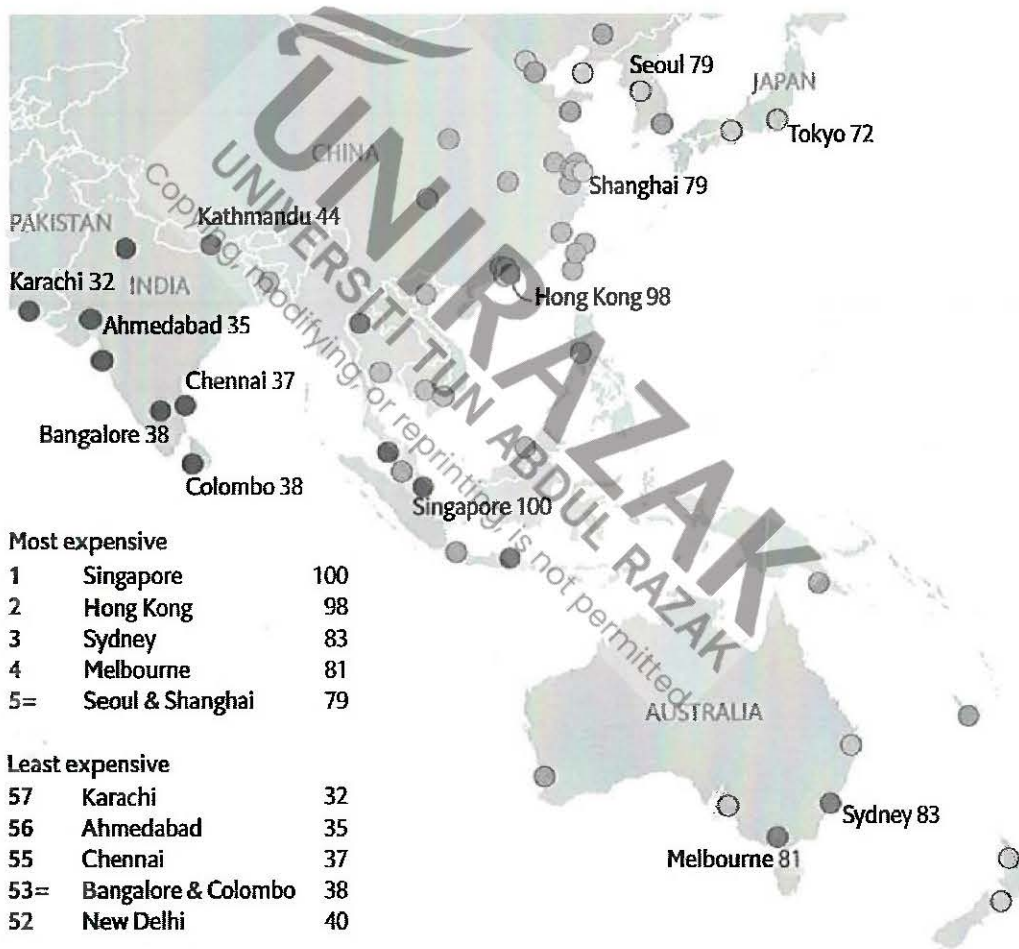 Seoul 79
JAPAN
Tokyo 72
CHINA
Shanghai 79
PAKISTAN
Kathmandu 44
Karachi 32
INDIA
Hong Kong 98
Ahmedabad 35
Chennai 37
Bangalore 38
Colombo 38
Singapore 100
Most expensive
1 Singapore 100
2 Hong Kong 98
3 Sydney 83
4 Melbourne 81
5= Seoul & Shanghai 79
AUSTRALIA
Least expensive
57 Karachi 32
56 Ahmedabad 35
55 Chennai 37
53= Bangalore & Colombo 38
52 New Delhi 40
Sydney 83
Melbourne 81
UNIRAZAK
UNIVERSITI TUN ABDUL RAZAK
Copying, modifying, or reprinting, is not permitted.